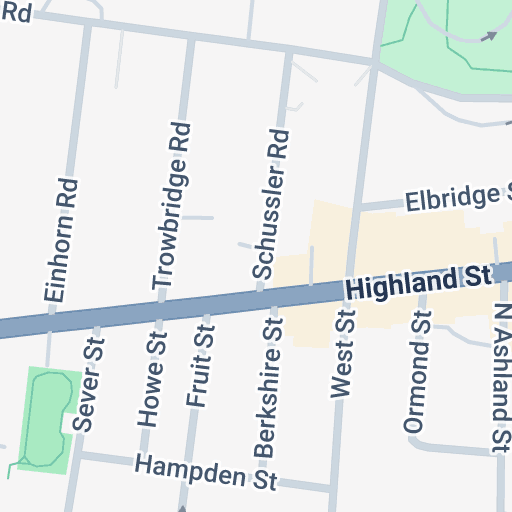 Rd
Einhorn Rd
Trowbridge Rd
Schussler Rd
Elbridge S
Highland St
Sever St
Howe St
Fruit St
Berkshire St
West St
Ormond St
N Ashland St
Hampden St